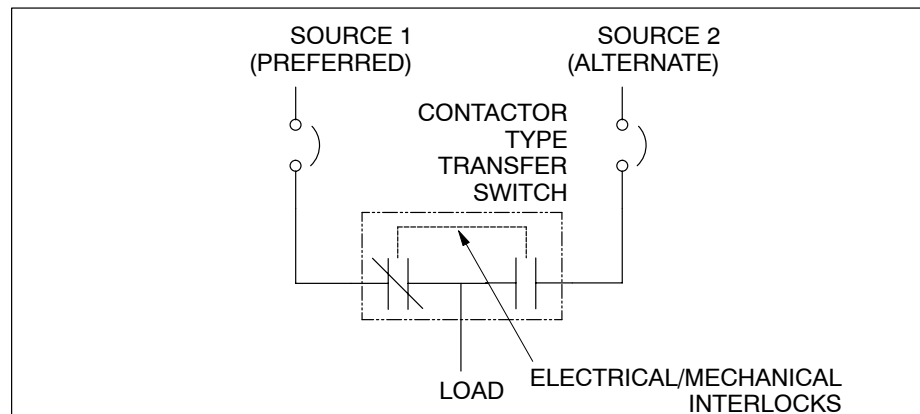 SOURCE 1
(PREFERRED)
SOURCE 2
(ALTERNATE)
CONTACTOR
TYPE
TRANSFER
SWITCH
LOAD
ELECTRICAL/MECHANICAL
INTERLOCKS